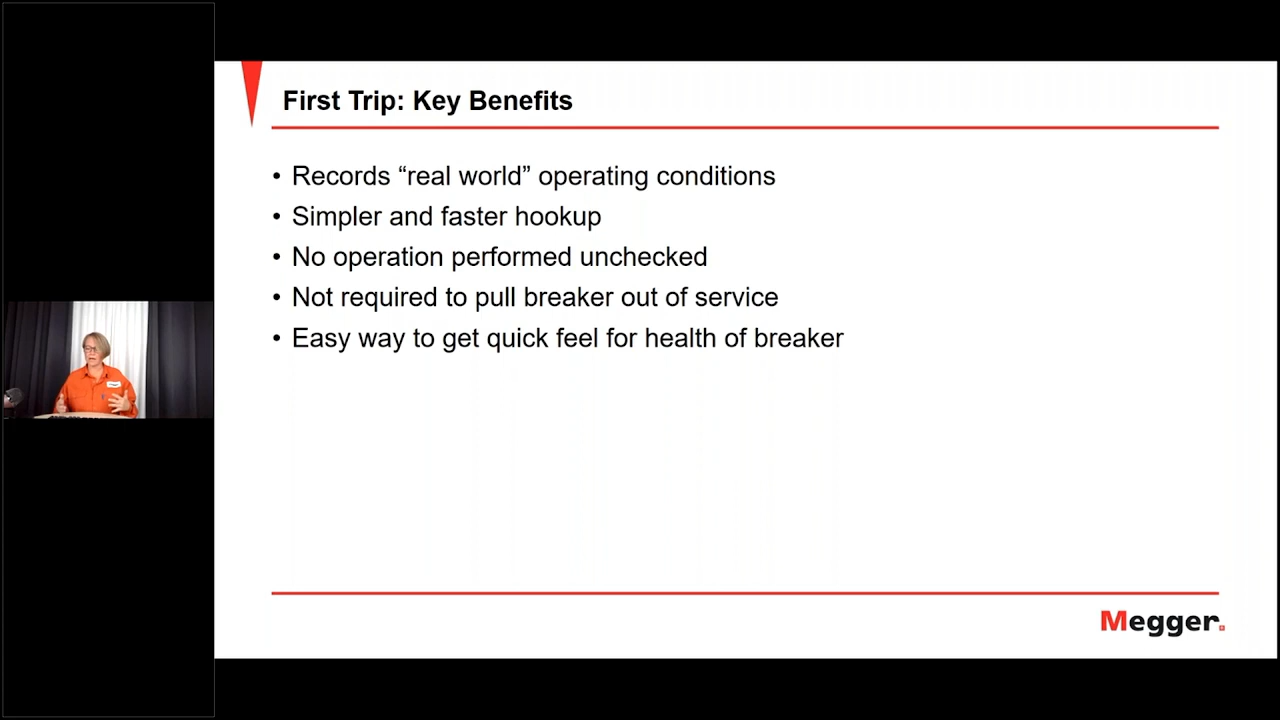 First Trip: Key Benefits
• Records “real world” operating conditions
• Simpler and faster hookup
• No operation performed unchecked
• Not required to pull breaker out of service
• Easy way to get quick feel for health of breaker
Megger.